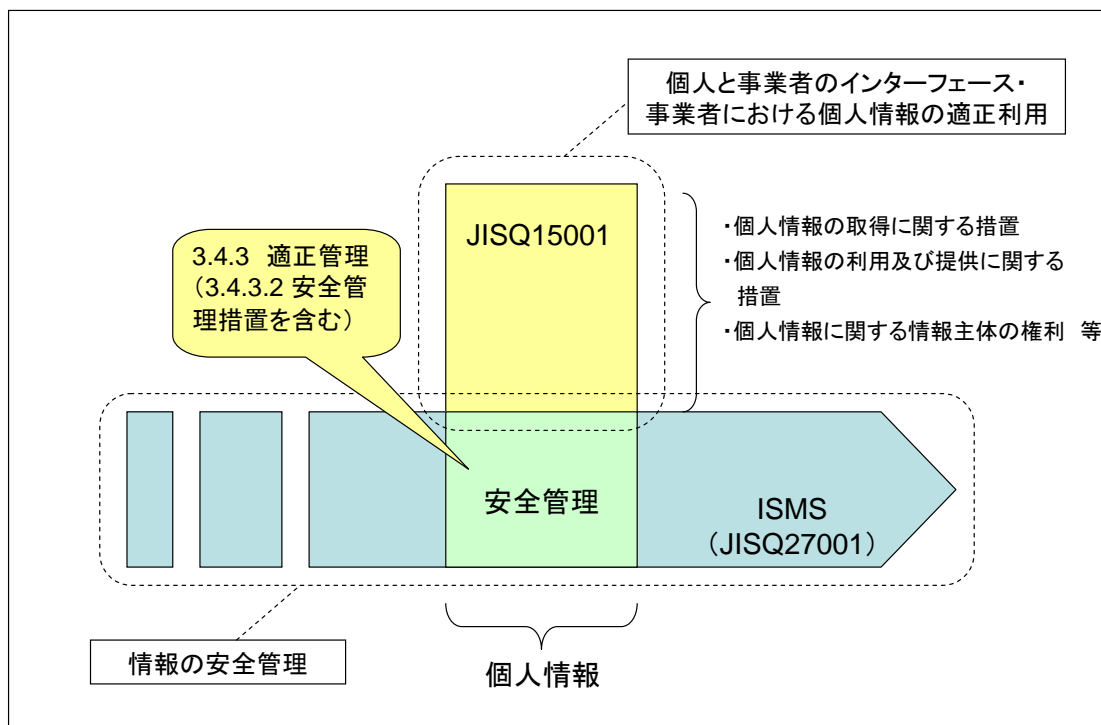 個人と事業者のインターフェース・
事業者における個人情報の適正利用
JISQ15001
・個人情報の取得に関する措置
・個人情報の利用及び提供に関する
措置
・個人情報に関する情報主体の権利 等
3.4.3 適正管理
(3.4.3.2 安全管
理措置を含む)
安全管理
ISMS
(JISQ27001)
情報の安全管理
個人情報